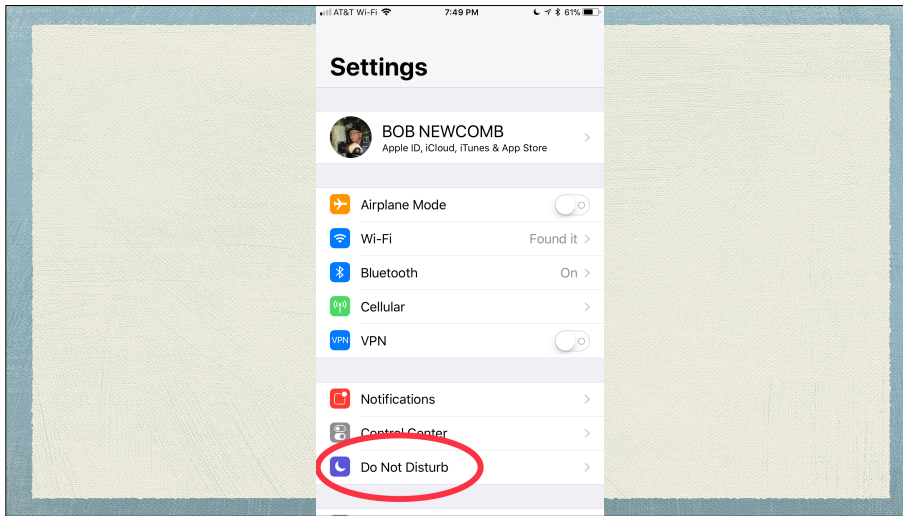 AT&T Wi-Fi 7:49 PM 61%
Settings
BOB NEWCOMB
Apple ID, iCloud, iTunes & App Store
Airplane Mode
Wi-Fi Found it
Bluetooth On
Cellular
VPN VPN
Notifications
Control Center
Do Not Disturb